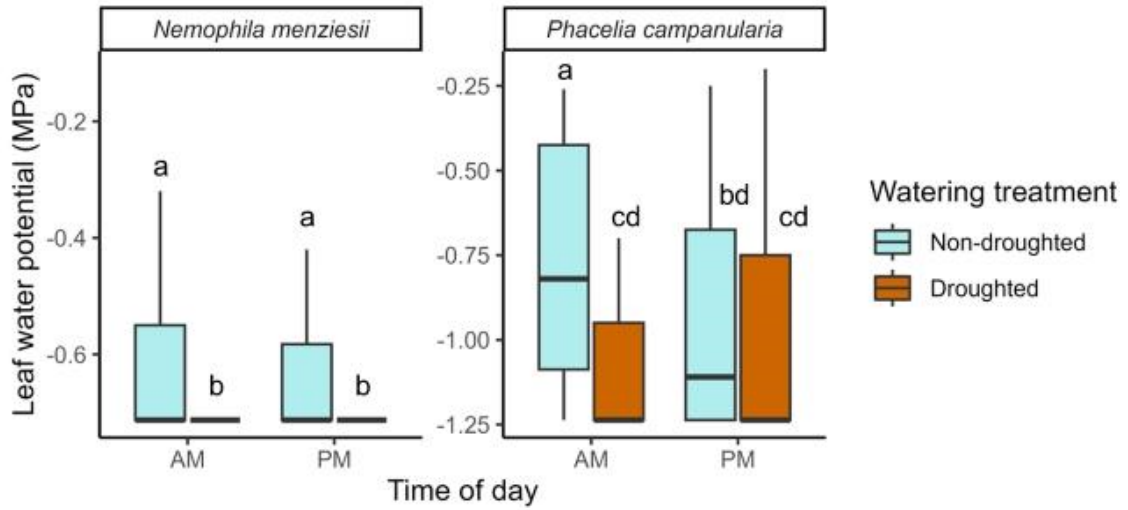 Nemophila menziesii
Phacelia campanularia
Leaf water potential (MPa)
-0.2
-0.4
-0.6
a
b
a
b
AM
PM
-0.25
-0.50
-0.75
-1.00
-1.25
a
cd
bd
cd
AM
PM
Time of day
Watering treatment
Non-droughted
Droughted